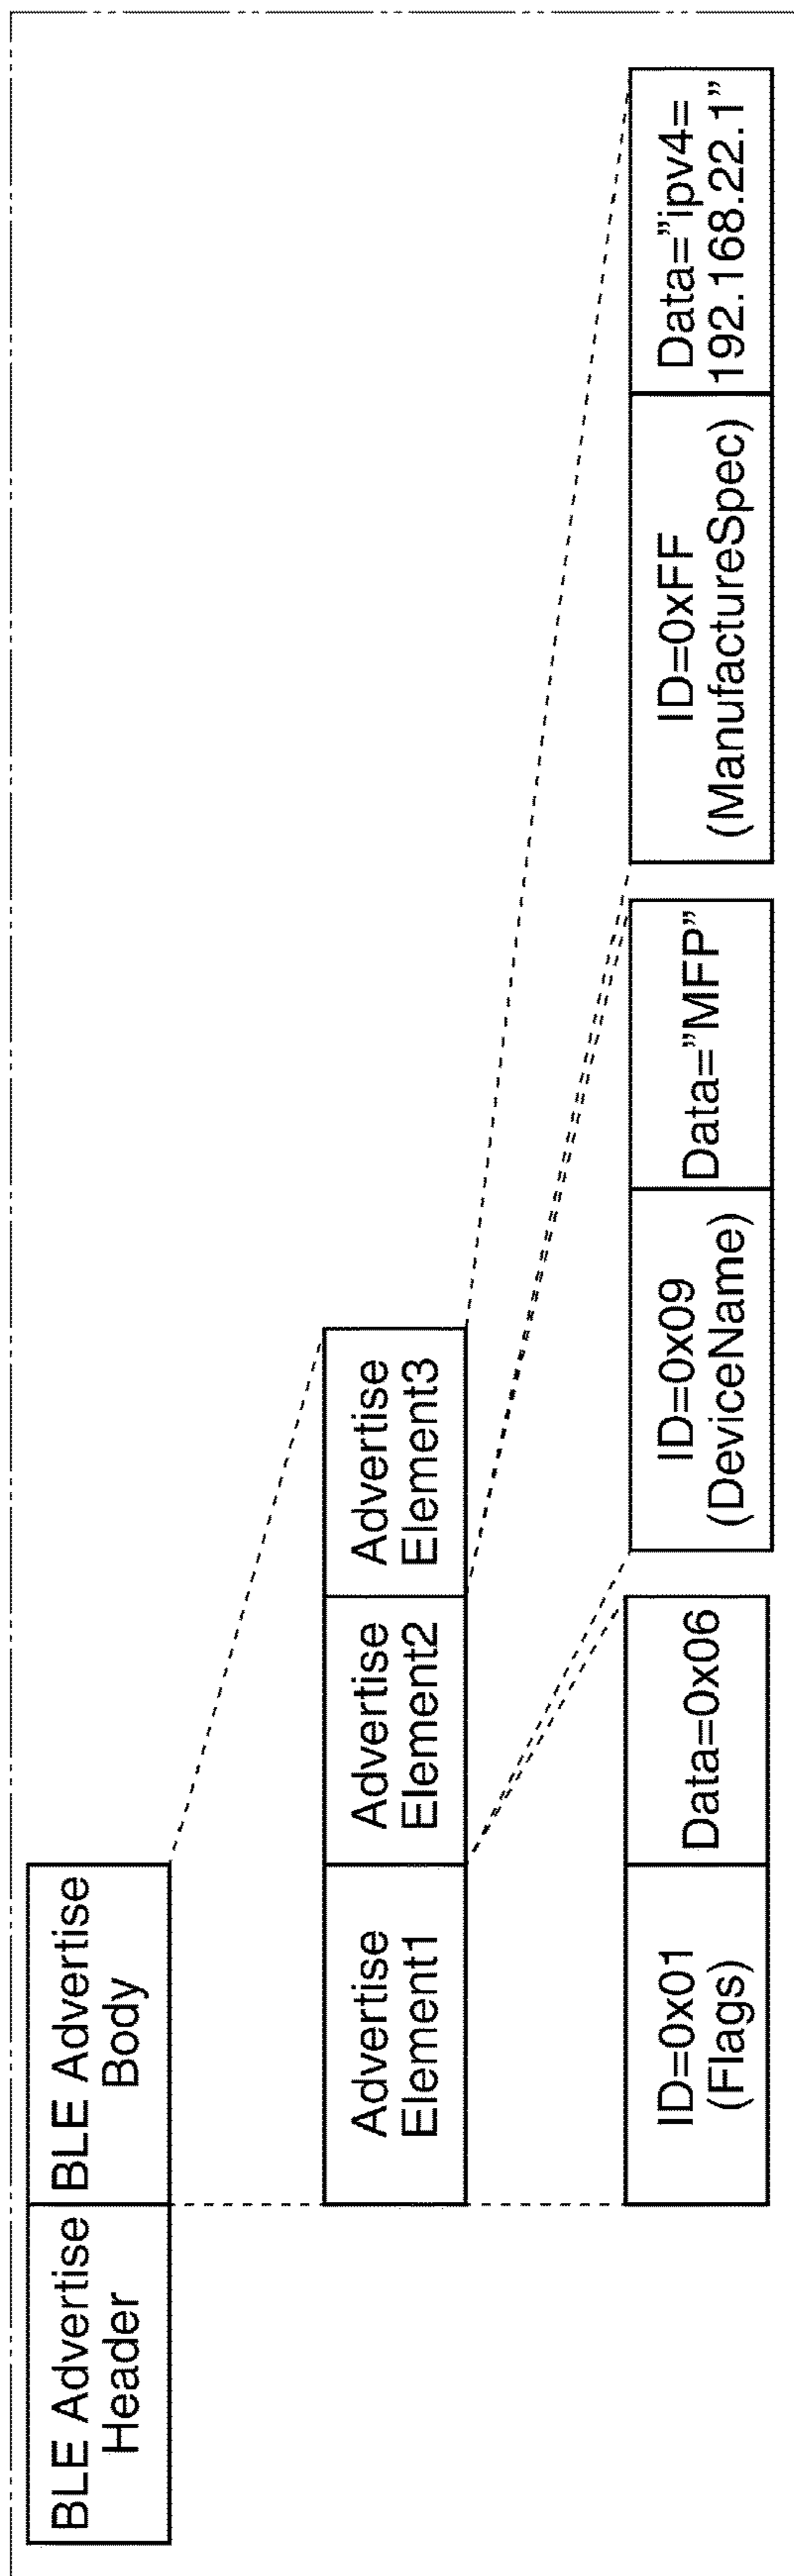 BLE Advertise
Header
BLE Advertise
Body
Advertise
Element1
Advertise
Element2
Advertise
Element3
ID=0x01
(Flags)
Data=0x06
ID=0x09
(DeviceName)
Data=”MFP”
ID=0xFF
(ManufactureSpec)
Data=”ipv4=
192.168.22.1”